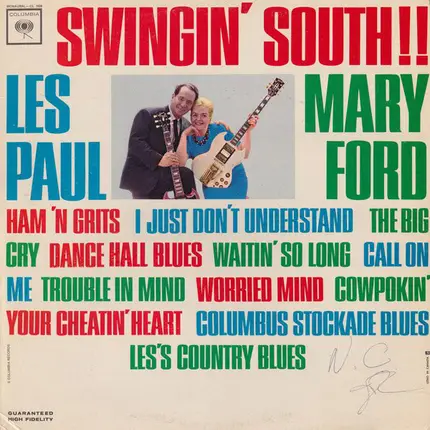 COLUMBIA
SWINGIN' SOUTH!!
LES
PAUL
MARY
FORD
HAM 'N GRITS I JUST DON'T UNDERSTAND THE BIG
CRY DANCE HALL BLUES WAITIN' SO LONG CALL ON
ME TROUBLE IN MIND WORRIED MIND COWPOKIN'
YOUR CHEATIN' HEART COLUMBUS STOCKADE BLUES
LES'S COUNTRY BLUES
N.C
GUARANTEED
HIGH FIDELITY